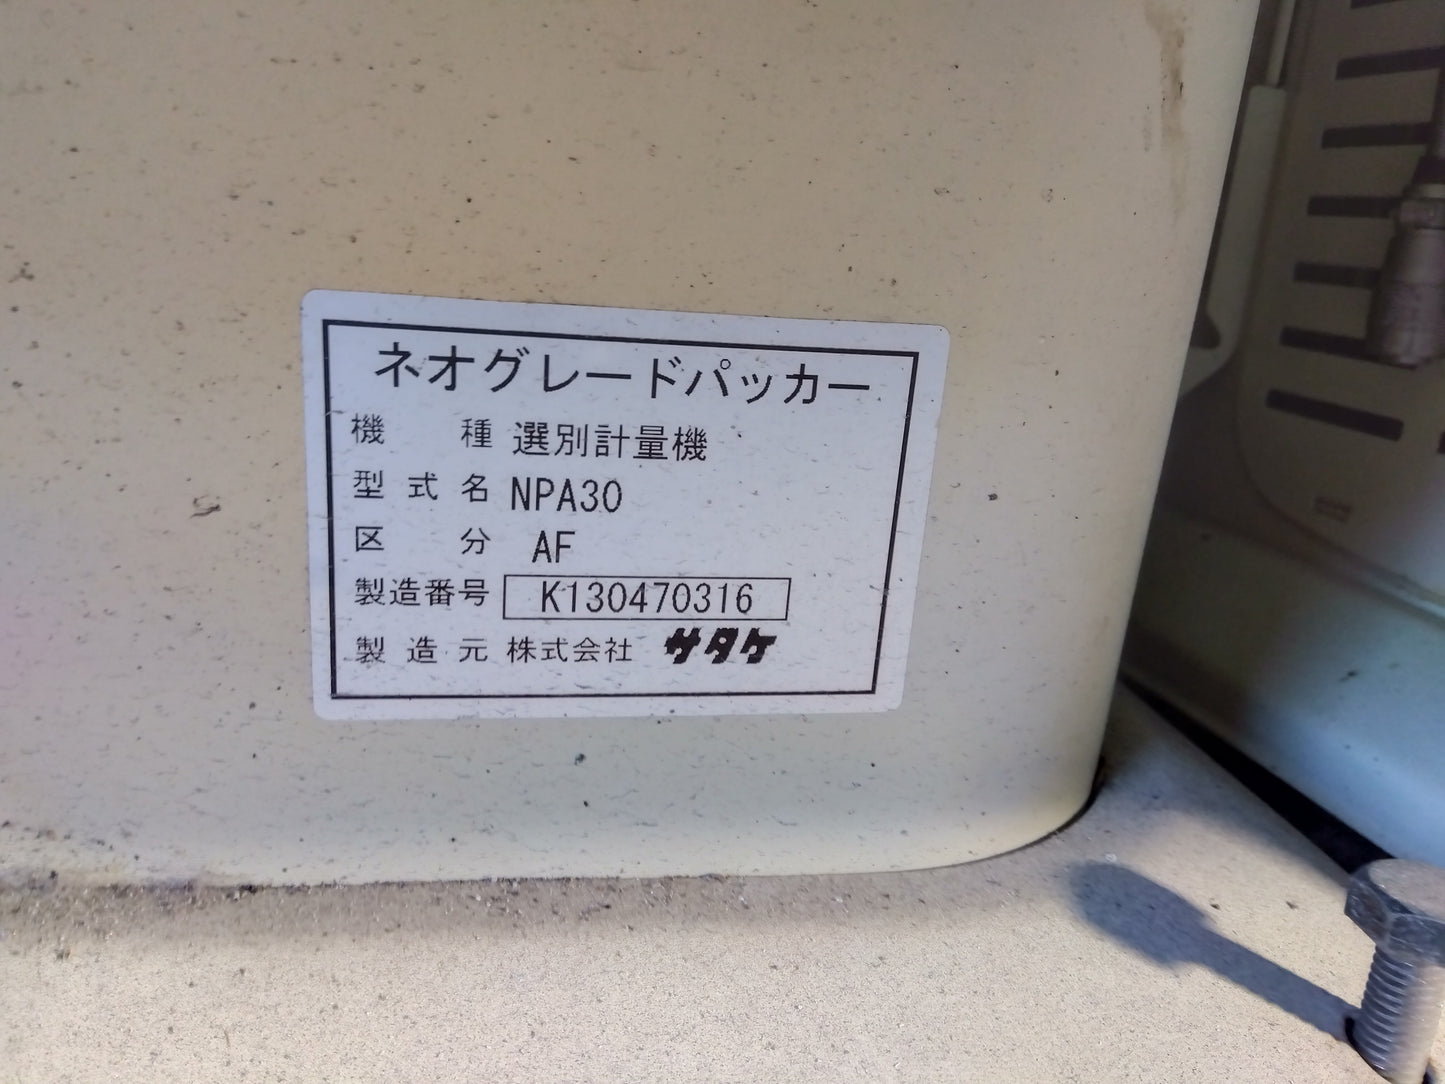 ネオグレードパッカー
機種 選別計量機
型式名 NPA30
区分 AF
製造番号 K130470316
製造元 株式会社 サタケ